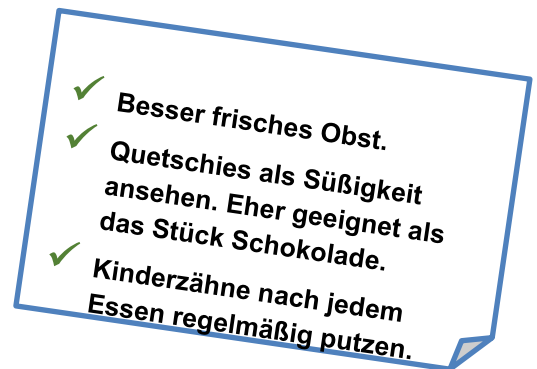 Besser frisches Obst.
Quetschies als Süßigkeit
ansehen. Eher geeignet als
das Stück Schokolade.
Kinderzähne nach jedem
Essen regelmäßig putzen.